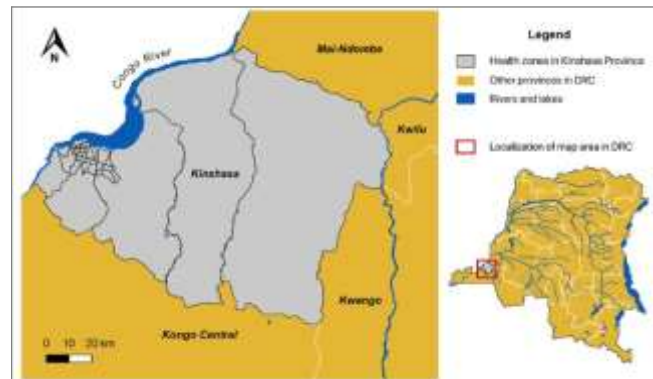 N
Congo River
Mai-Ndombe
Kwilu
Kinshasa
Kwango
Kongo Central
0 10 20 km
Legend
Health zones in Kinshasa Province
Other provinces in DRC
Rivers and lakes
Localization of map area in DRC